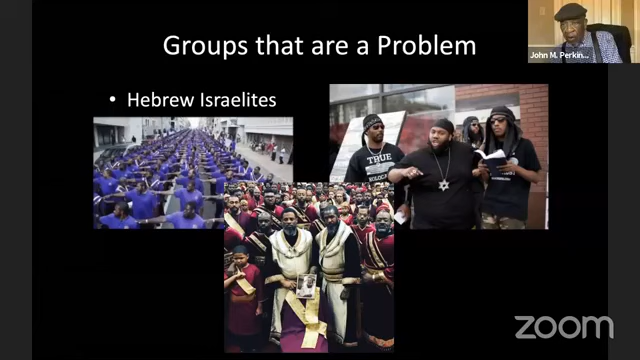 Groups that are a Problem
John M. Perkin...
• Hebrew Israelites
TRUE
zoom